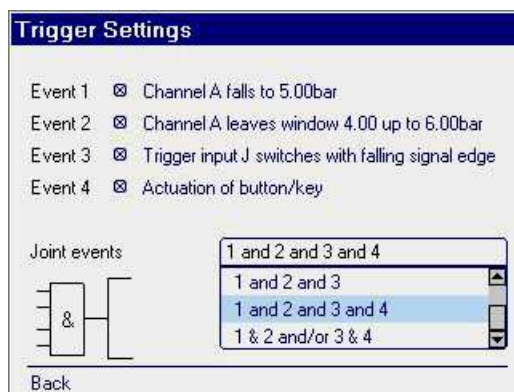 Trigger Settings
Event 1 ⊠ Channel A falls to 5.00bar
Event 2 ⊠ Channel A leaves window 4.00 up to 6.00bar
Event 3 ⊠ Trigger input J switches with falling signal edge
Event 4 ⊠ Actuation of button/key
Joint events 1 and 2 and 3 and 4
1 and 2 and 3
1 and 2 and 3 and 4
1 & 2 and/or 3 & 4
&
Back